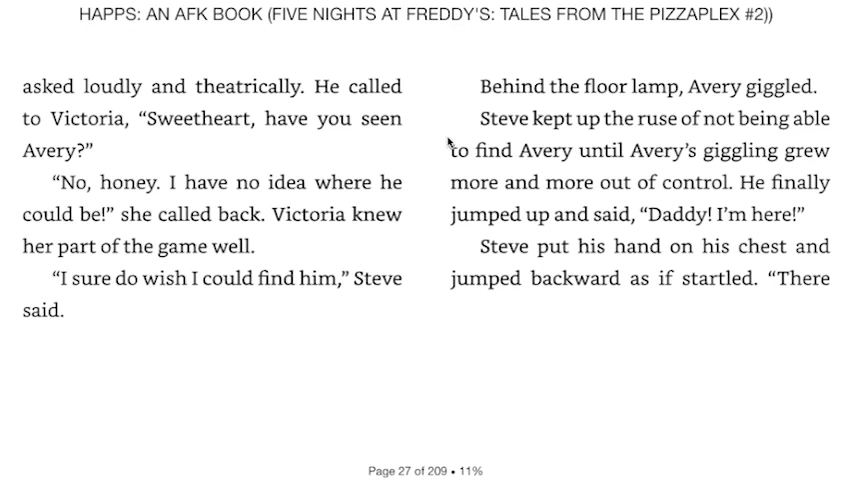 HAPPS: AN AFK BOOK (FIVE NIGHTS AT FREDDY'S: TALES FROM THE PIZZAPLEX #2))
asked loudly and theatrically. He called
to Victoria, “Sweetheart, have you seen
Avery?”
“No, honey. I have no idea where he
could be!” she called back. Victoria knew
her part of the game well.
“I sure do wish I could find him,” Steve
said.
Behind the floor lamp, Avery giggled.
Steve kept up the ruse of not being able
to find Avery until Avery’s giggling grew
more and more out of control. He finally
jumped up and said, “Daddy! I’m here!”
Steve put his hand on his chest and
jumped backward as if startled. “There
Page 27 of 209 • 11%